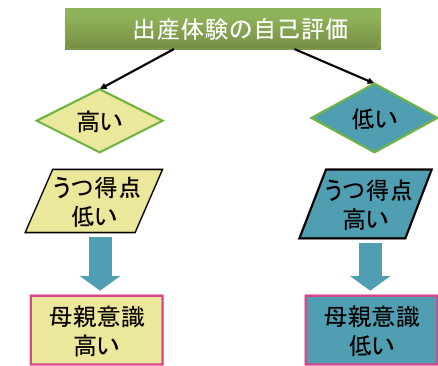 出産体験の自己評価
高い
低い
うつ得点
低い
うつ得点
高い
母親意識
高い
母親意識
低い